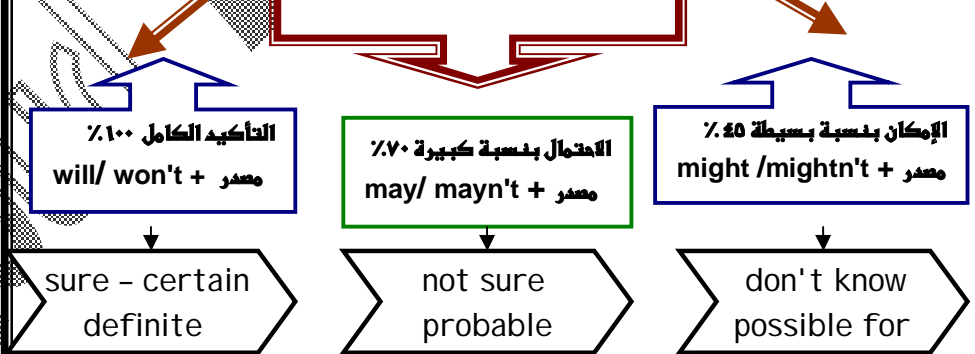 التأكيد الكامل ١٠٠٪
will/ won't + مصدر
sure – certain
definite
الاحتمال بنسبة كبيرة ٧٠٪
may/ mayn't + مصدر
not sure
probable
الإمكان بنسبة بسيطة ٤٥٪
might /mightn't + مصدر
don't know
possible for